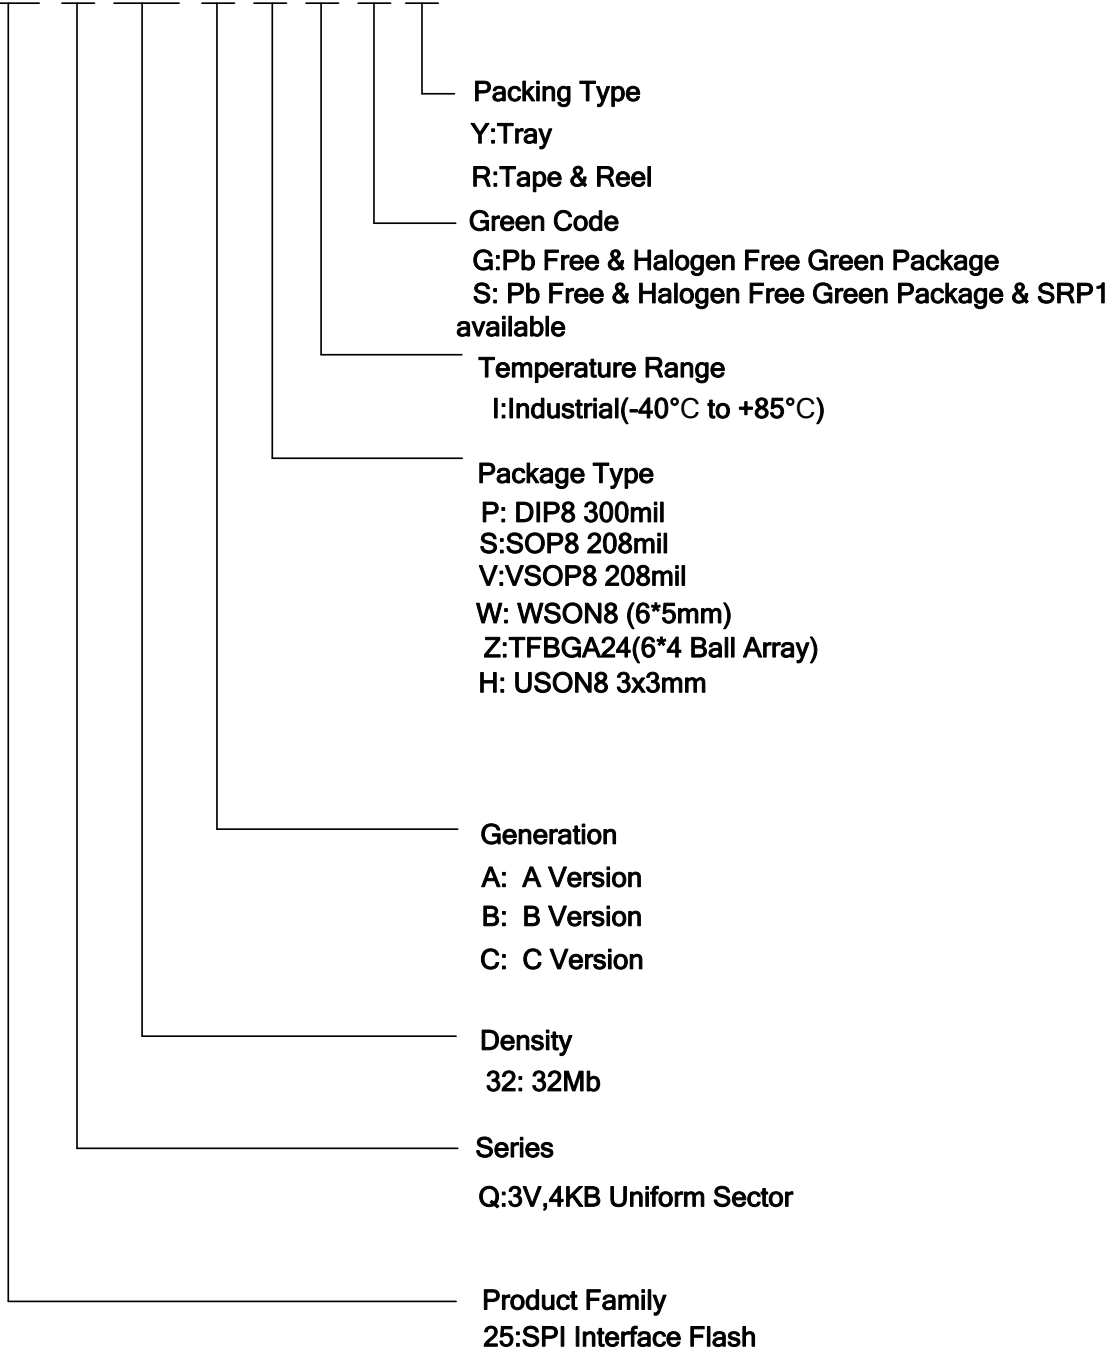 Packing Type
Y:Tray
R:Tape & Reel
Green Code
G:Pb Free & Halogen Free Green Package
S: Pb Free & Halogen Free Green Package & SRP1
available
Temperature Range
I:Industrial(-40°C to +85°C)
Package Type
P: DIP8 300mil
S:SOP8 208mil
V:VSOP8 208mil
W: WSON8 (6*5mm)
Z:TFBGA24(6*4 Ball Array)
H: USON8 3x3mm
Generation
A: A Version
B: B Version
C: C Version
Density
32: 32Mb
Series
Q:3V,4KB Uniform Sector
Product Family
25:SPI Interface Flash